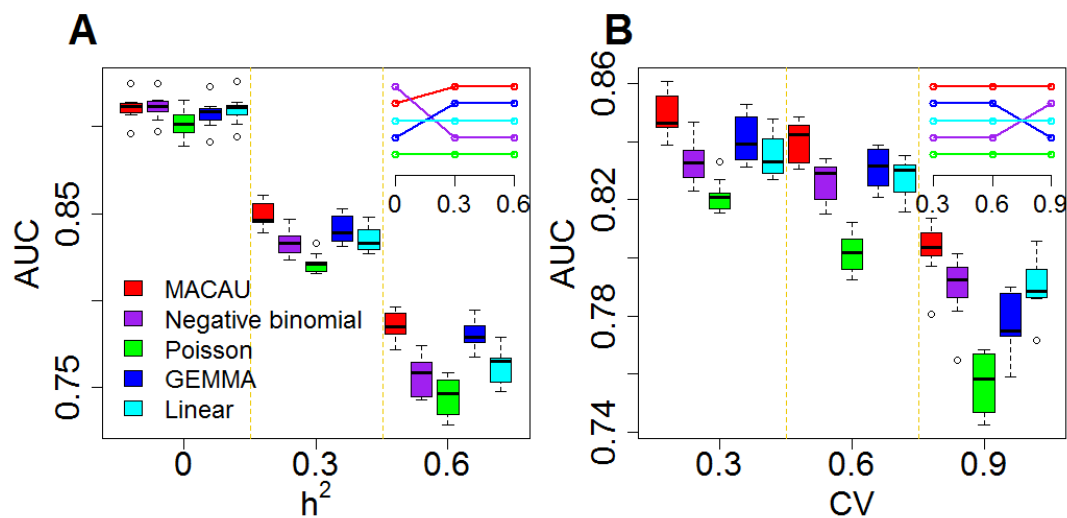 A
AUC
0.85
0.75
MACAU
Negative binomial
Poisson
GEMMA
Linear
0 0.3 0.6
0 0.3 0.6
h²
B
AUC
0.86
0.82
0.78
0.74
0.3 0.6 0.9
0.3 0.6 0.9
CV